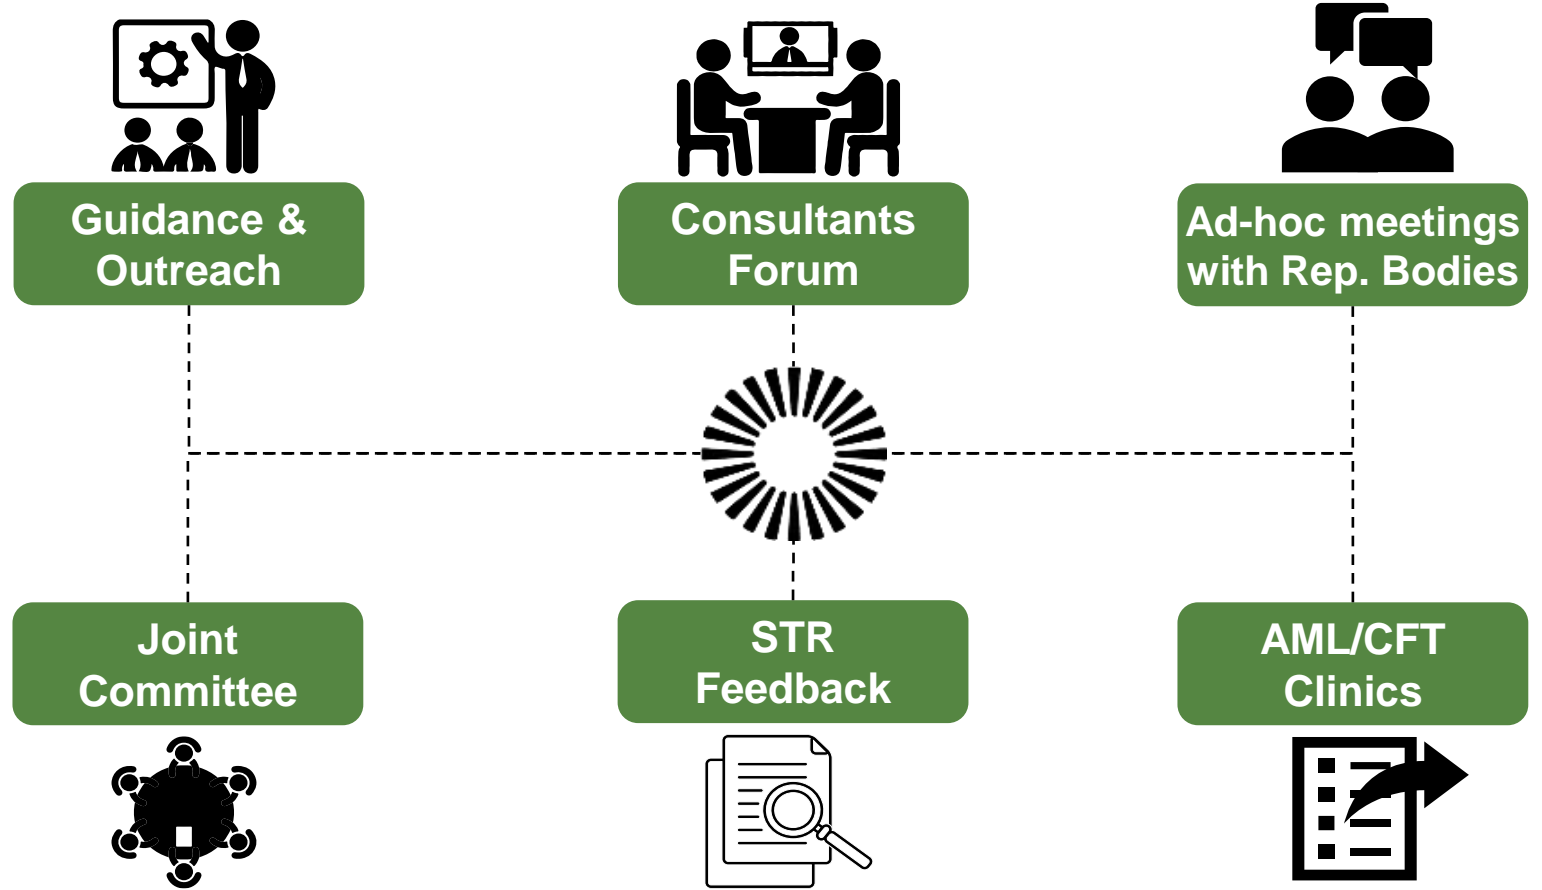 Guidance &
Outreach
Consultants
Forum
Ad-hoc meetings
with Rep. Bodies
Joint
Committee
STR
Feedback
AML/CFT
Clinics